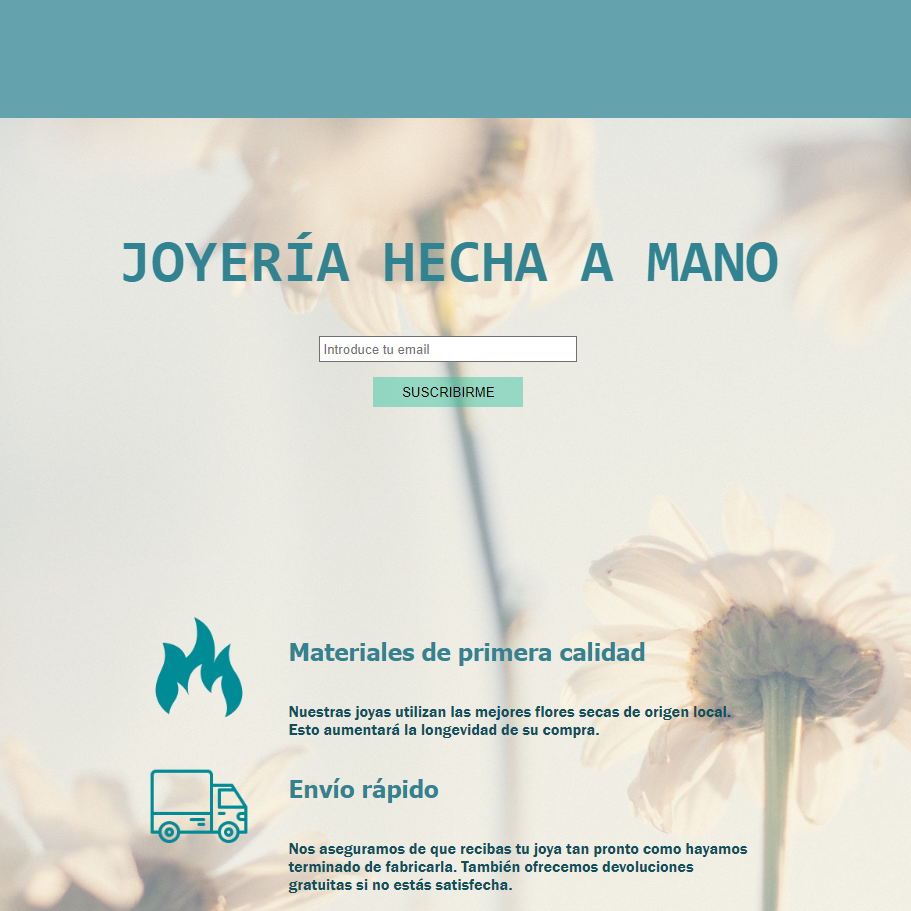 JOYERÍA HECHA A MANO
Introduce tu email
SUSCRIBIRME
Materiales de primera calidad
Nuestras joyas utilizan las mejores flores secas de origen local.
Esto aumentará la longevidad de su compra.
Envío rápido
Nos aseguramos de que recibas tu joya tan pronto como hayamos
terminado de fabricarla. También ofrecemos devoluciones
gratuitas si no estás satisfecha.